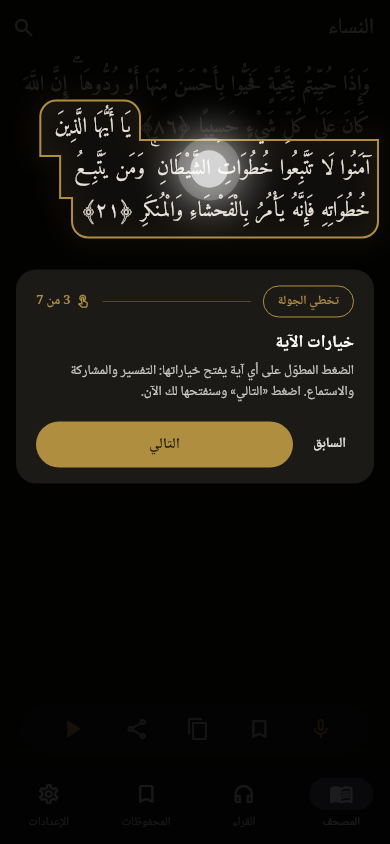 النساء
وَإِذَا حُيِّيتُم بِتَحِيَّةٍ فَحَيُّوا بِأَحْسَنَ مِنْهَا أَوْ رُدُّوهَا ۗ إِنَّ اللَّهَ
كَانَ عَلَىٰ كُلِّ شَيْءٍ حَسِيبًا ﴿٨٦﴾ يَا أَيُّهَا الَّذِينَ
آمَنُوا لَا تَتَّبِعُوا خُطُوَاتِ الشَّيْطَانِ ۚ وَمَن يَتَّبِعْ
خُطُوَاتِهِ فَإِنَّهُ يَأْمُرُ بِالْفَحْشَاءِ وَالْمُنكَرِ ﴿٢١﴾
تخطي الجولة
3 من 7
خيارات الآية
الضغط المطوّل على أي آية يفتح خياراتها: التفسير والمشاركة
والاستماع. اضغط «التالي» وسنفتحها لك الآن.
السابق
التالي
المصحف
القراء
المحفوظات
الإعدادات